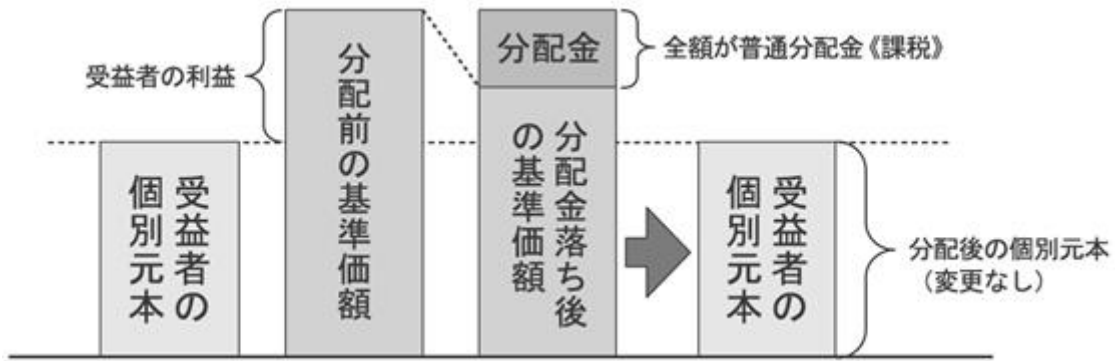 受益者の利益
受益者の
個別元本
分配前の基準価額
分配金
全額が普通分配金《課税》
分配金落ち後
の基準価額
受益者の
個別元本
分配後の個別元本
（変更なし）